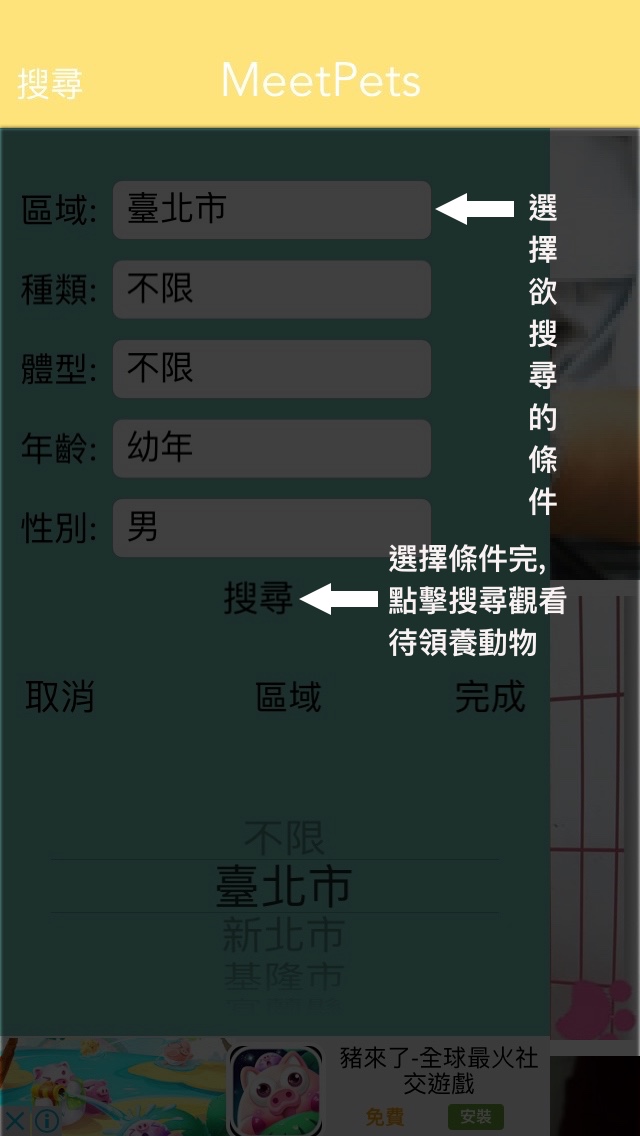 搜尋
MeetPets
區域: 臺北市
種類: 不限
體型: 不限
年齡: 幼年
性別: 男
選擇欲搜尋的條件
搜尋
選擇條件完,
點擊搜尋觀看
待領養動物
取消 區域 完成
不限
臺北市
新北市
基隆市
豬來了-全球最火社
交遊戲
免費 安裝